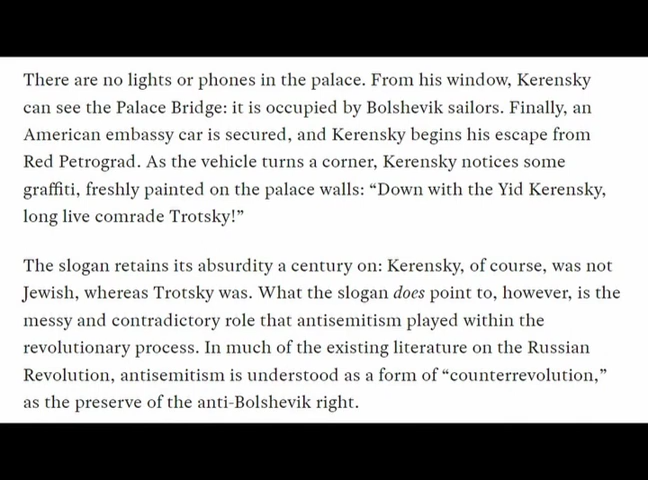 There are no lights or phones in the palace. From his window, Kerensky
can see the Palace Bridge: it is occupied by Bolshevik sailors. Finally, an
American embassy car is secured, and Kerensky begins his escape from
Red Petrograd. As the vehicle turns a corner, Kerensky notices some
graffiti, freshly painted on the palace walls: “Down with the Yid Kerensky,
long live comrade Trotsky!”
The slogan retains its absurdity a century on: Kerensky, of course, was not
Jewish, whereas Trotsky was. What the slogan does point to, however, is the
messy and contradictory role that antisemitism played within the
revolutionary process. In much of the existing literature on the Russian
Revolution, antisemitism is understood as a form of “counterrevolution,”
as the preserve of the anti-Bolshevik right.